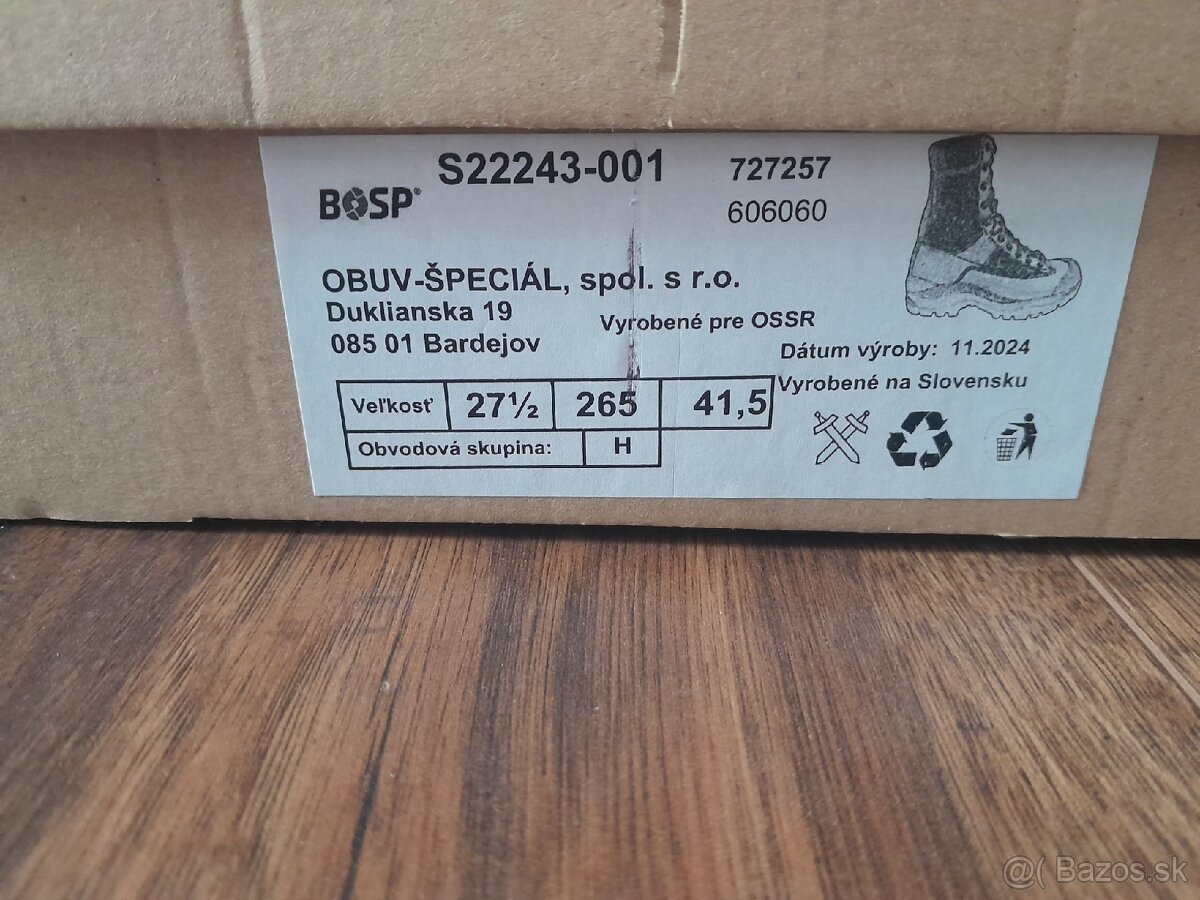 S22243-001
727257
BOSP®
606060
OBUV-ŠPECIÁL, spol. s r.o.
Duklianska 19
Vyrobené pre OSSR
085 01 Bardejov
Dátum výroby: 11.2024
Vyrobené na Slovensku
Veľkosť 27½ 265 41,5
Obvodová skupina: H
@( Bazos.sk